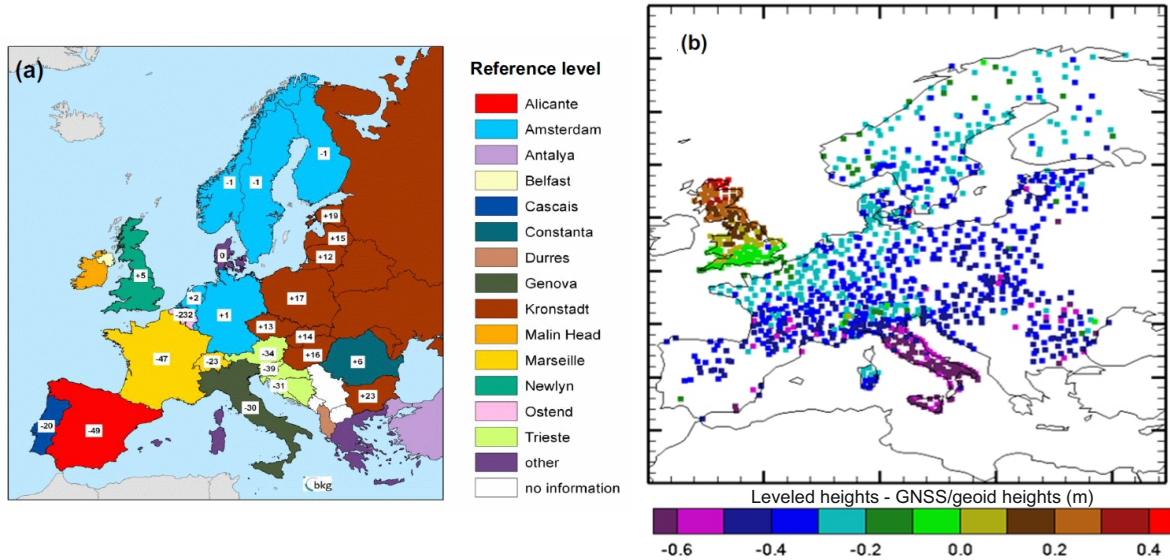 (a)
Reference level
Alicante
Amsterdam
Antalya
Belfast
Cascais
Constanta
Durres
Genova
Kronstadt
Malin Head
Marseille
Newlyn
Ostend
Trieste
other
no information
-1
-1
-1
+19
+15
+12
0
+5
+2
-232
+1
+17
+13
+14
+16
-34
-39
-31
-47
-23
+6
+23
-30
-20
-49
bkg
(b)
Leveled heights - GNSS/geoid heights (m)
-0.6 -0.4 -0.2 0.0 0.2 0.4